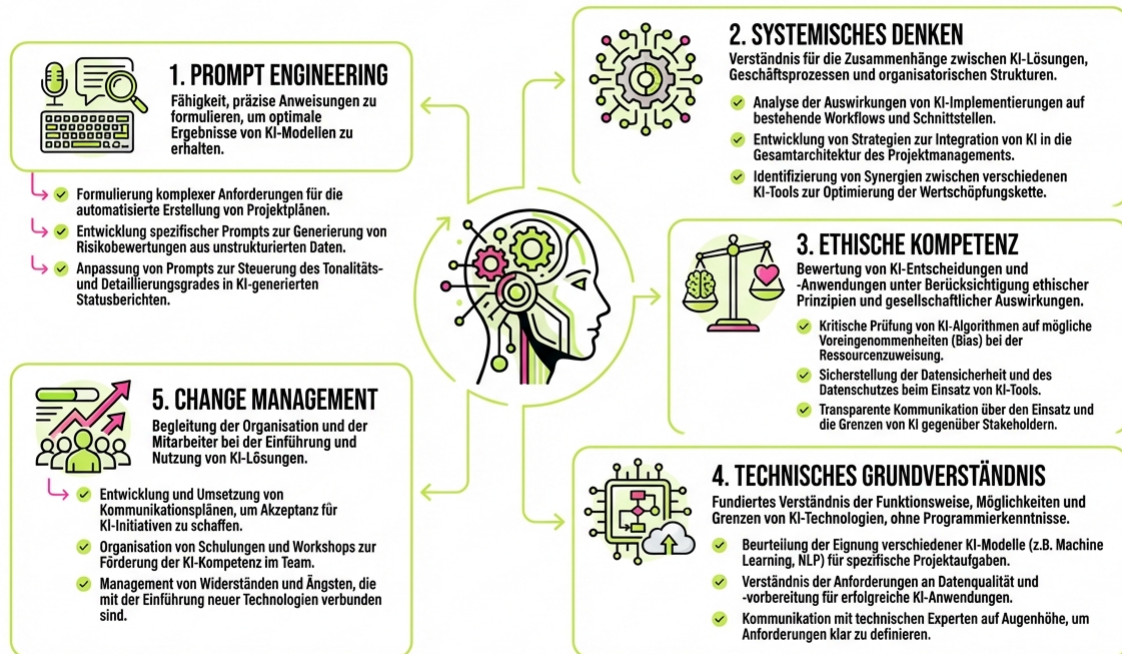 1. PROMPT ENGINEERING
Fähigkeit, präzise Anweisungen zu
formulieren, um optimale
Ergebnisse von KI-Modellen zu
erhalten.
Formulierung komplexer Anforderungen für die
automatisierte Erstellung von Projektplänen.
Entwicklung spezifischer Prompts zur Generierung von
Risikobewertungen aus unstrukturierten Daten.
Anpassung von Prompts zur Steuerung des Tonalitäts-
und Detaillierungsgrades in KI-generierten
Statusberichten.
2. SYSTEMISCHES DENKEN
Verständnis für die Zusammenhänge zwischen KI-Lösungen,
Geschäftsprozessen und organisatorischen Strukturen.
Analyse der Auswirkungen von KI-Implementierungen auf
bestehende Workflows und Schnittstellen.
Entwicklung von Strategien zur Integration von KI in die
Gesamtarchitektur des Projektmanagements.
Identifizierung von Synergien zwischen verschiedenen
KI-Tools zur Optimierung der Wertschöpfungskette.
3. ETHISCHE KOMPETENZ
Bewertung von KI-Entscheidungen und
-Anwendungen unter Berücksichtigung ethischer
Prinzipien und gesellschaftlicher Auswirkungen.
Kritische Prüfung von KI-Algorithmen auf mögliche
Voreingenommenheiten (Bias) bei der
Ressourcenzuweisung.
Sicherstellung der Datensicherheit und des
Datenschutzes beim Einsatz von KI-Tools.
Transparente Kommunikation über den Einsatz und
die Grenzen von KI gegenüber Stakeholdern.
4. TECHNISCHES GRUNDVERSTÄNDNIS
Fundiertes Verständnis der Funktionsweise, Möglichkeiten und
Grenzen von KI-Technologien, ohne Programmierkenntnisse.
Beurteiilung der Eignung verschiedener KI-Modelle (z.B. Machine
Learning, NLP) für spezifische Projektaufgaben.
Verständnis der Anforderungen an Datenqualität und
-vorbereitung für erfolgreiche KI-Anwendungen.
Kommunikation mit technischen Experten auf Augenhöhe, um
Anforderungen klar zu definieren.
5. CHANGE MANAGEMENT
Begleitung der Organisation und der
Mitarbeiter bei der Einführung und
Nutzung von KI-Lösungen.
Entwicklung und Umsetzung von
Kommunikationsplänen, um Akzeptanz für
KI-Initiativen zu schaffen.
Organisation von Schulungen und Workshops zur
Förderung der KI-Kompetenz im Team.
Management von Widerständen und Ängsten, die
mit der Einführung neuer Technologien verbunden
sind.